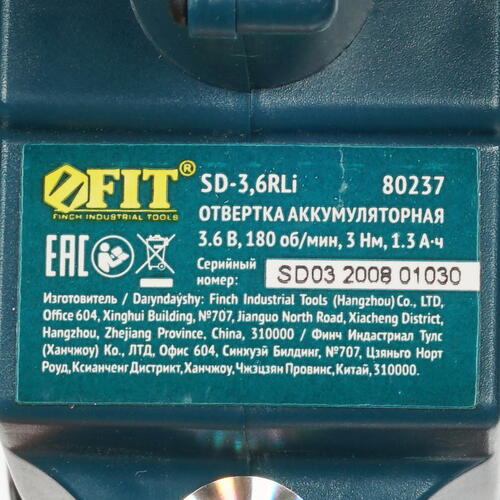 FIT®
FINCH INDUSTRIAL TOOLS
SD-3,6RLi 80237
ОТВЕРТКА АККУМУЛЯТОРНАЯ
3.6 В, 180 об/мин, 3 Нм, 1.3 А·ч
EAC
Серийный
номер:
SD03 2008 01030
Изготовитель / Daıyndaýshy: Finch Industrial Tools (Hangzhou) Co., LTD,
Office 604, Xinghui Building, №707, Jianguo North Road, Xiacheng District,
Hangzhou, Zhejiang Province, China, 310000 / Финч Индастриал Тулс
(Ханчжоу) Ко., ЛТД, Офис 604, Синхуэй Билдинг, №707, Цзяньго Норт
Роуд, Ксианченг Дистрикт, Ханчжоу, Чжэцзян Провинс, Китай, 310000.